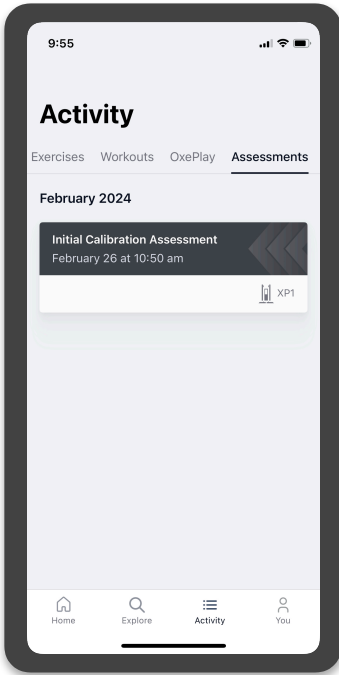 9:55
Activity
Exercises Workouts OxePlay Assessments
February 2024
Initial Calibration Assessment
February 26 at 10:50 am
XP1
Home Explore Activity You